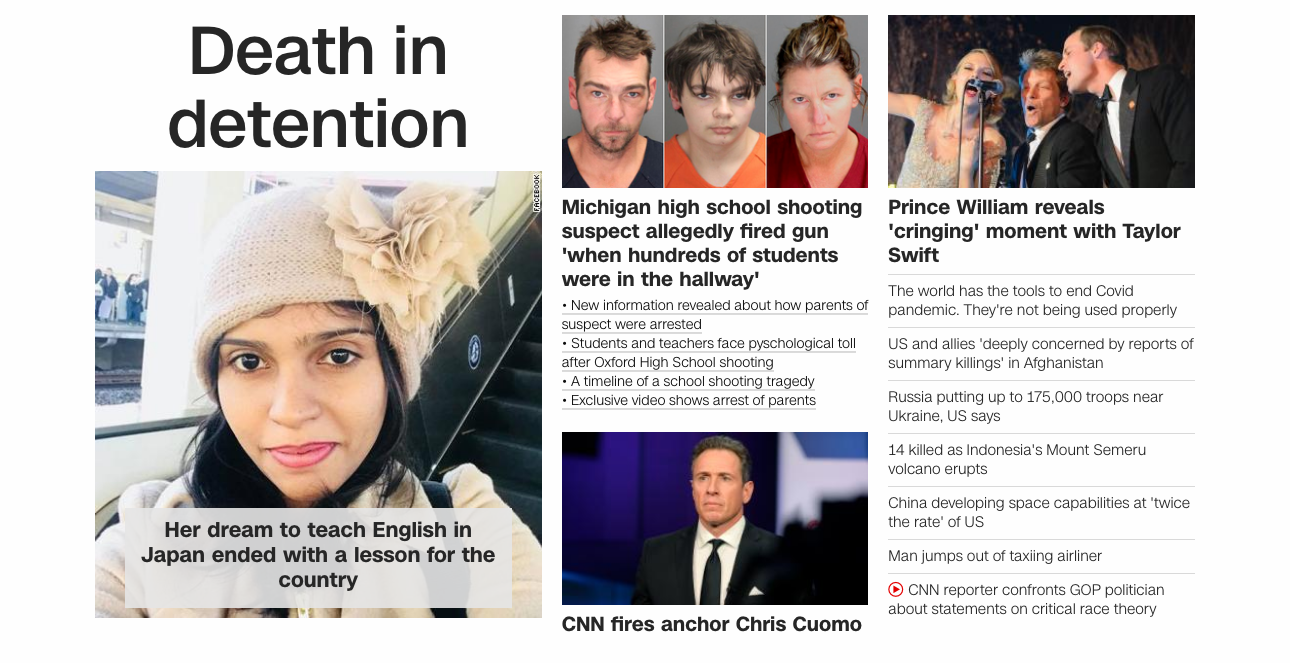 Death in
detention
FACEBOOK
Her dream to teach English in
Japan ended with a lesson for the
country
Michigan high school shooting
suspect allegedly fired gun
'when hundreds of students
were in the hallway'
• New information revealed about how parents of
suspect were arrested
• Students and teachers face pyschological toll
after Oxford High School shooting
• A timeline of a school shooting tragedy
• Exclusive video shows arrest of parents
CNN fires anchor Chris Cuomo
Prince William reveals
'cringing' moment with Taylor
Swift
The world has the tools to end Covid
pandemic. They're not being used properly
US and allies 'deeply concerned by reports of
summary killings' in Afghanistan
Russia putting up to 175,000 troops near
Ukraine, US says
14 killed as Indonesia's Mount Semeru
volcano erupts
China developing space capabilities at 'twice
the rate' of US
Man jumps out of taxiing airliner
CNN reporter confronts GOP politician
about statements on critical race theory